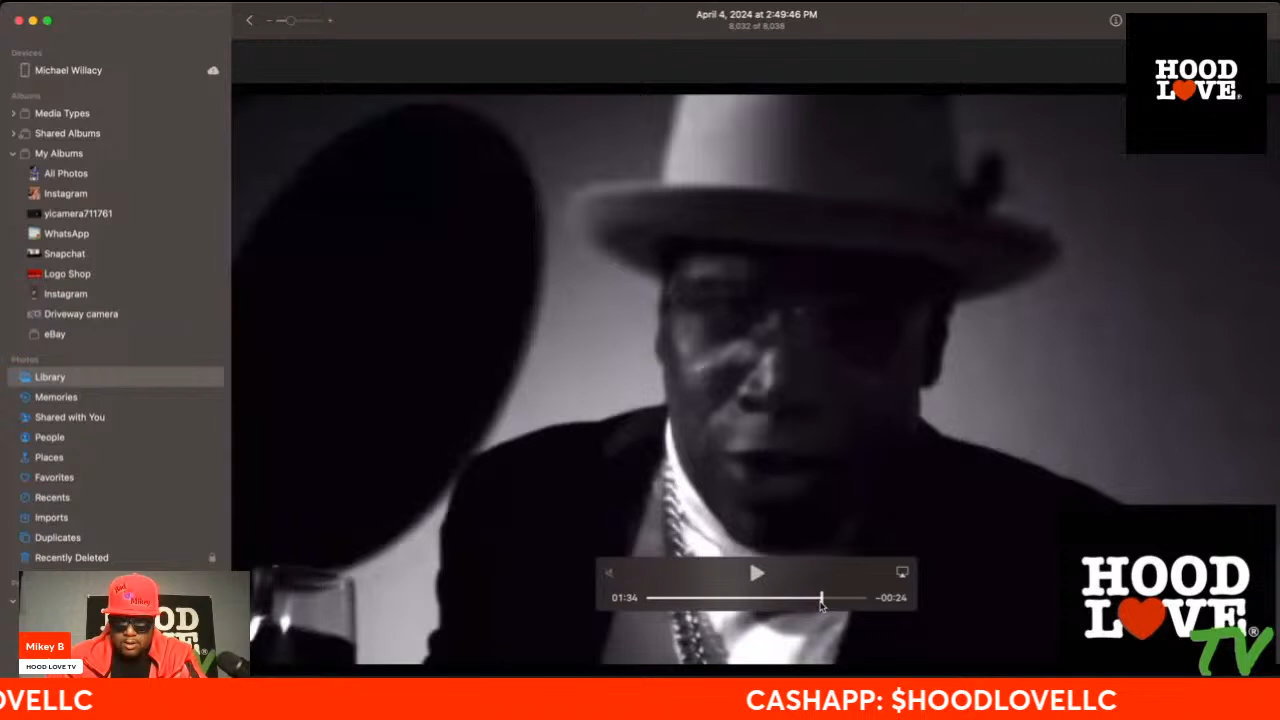 April 4, 2024 at 2:49:46 PM
8,032 of 8,038
Devices
Michael Willacy
Albums
Media Types
Shared Albums
My Albums
All Photos
Instagram
yicamera711761
WhatsApp
Snapchat
Logo Shop
Instagram
Driveway camera
eBay
Photos
Library
Memories
Shared with You
People
Places
Favorites
Recents
Imports
Duplicates
Recently Deleted
HOOD
LOVE®
01:34
-00:24
HOOD
LOVE®
TV
Mikey B
HOOD LOVE TV
OVELLC
CASHAPP: $HOODLOVELLC